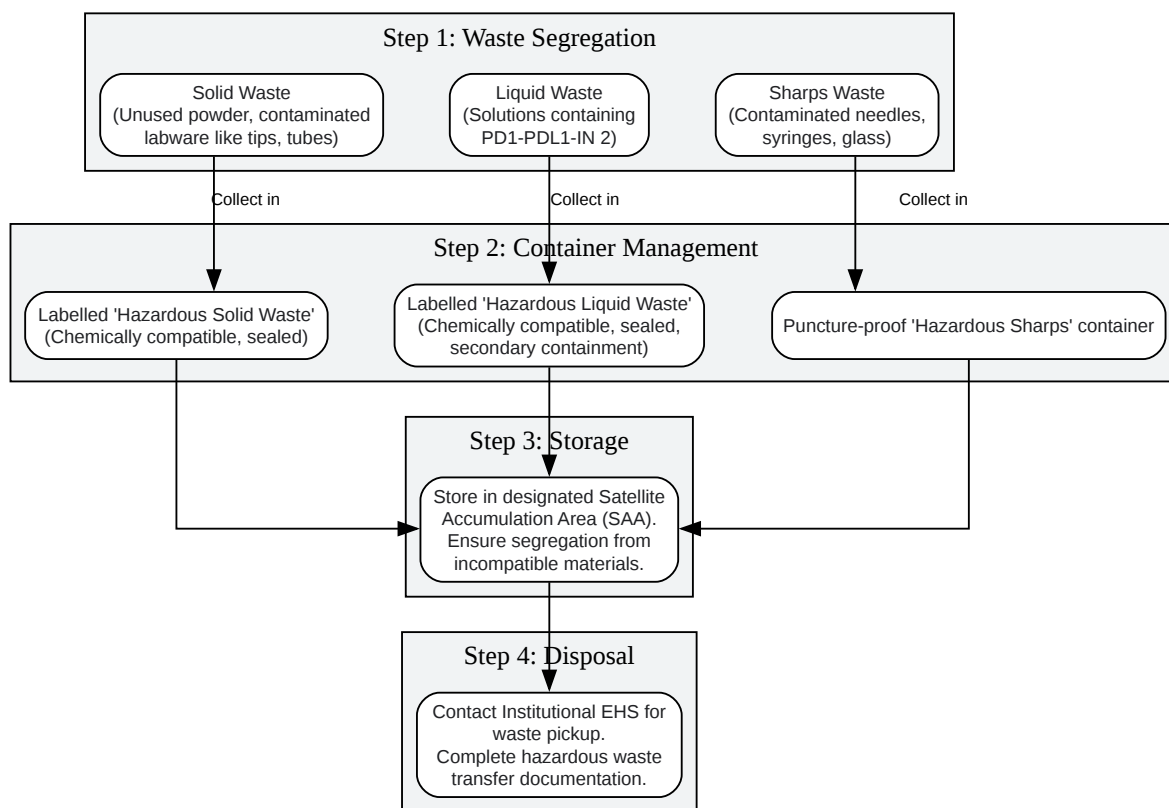 Step 1: Waste Segregation
Solid Waste
(Unused powder, contaminated
labware like tips, tubes)
Liquid Waste
(Solutions containing
PD1-PDL1-IN 2)
Sharps Waste
(Contaminated needles,
syringes, glass)
Collect in
Collect in
Collect in
Step 2: Container Management
Labelled 'Hazardous Solid Waste'
(Chemically compatible, sealed)
Labelled 'Hazardous Liquid Waste'
(Chemically compatible, sealed,
secondary containment)
Puncture-proof 'Hazardous Sharps' container
Step 3: Storage
Store in designated Satellite
Accumulation Area (SAA).
Ensure segregation from
incompatible materials.
Step 4: Disposal
Contact Institutional EHS for
waste pickup.
Complete hazardous waste
transfer documentation.